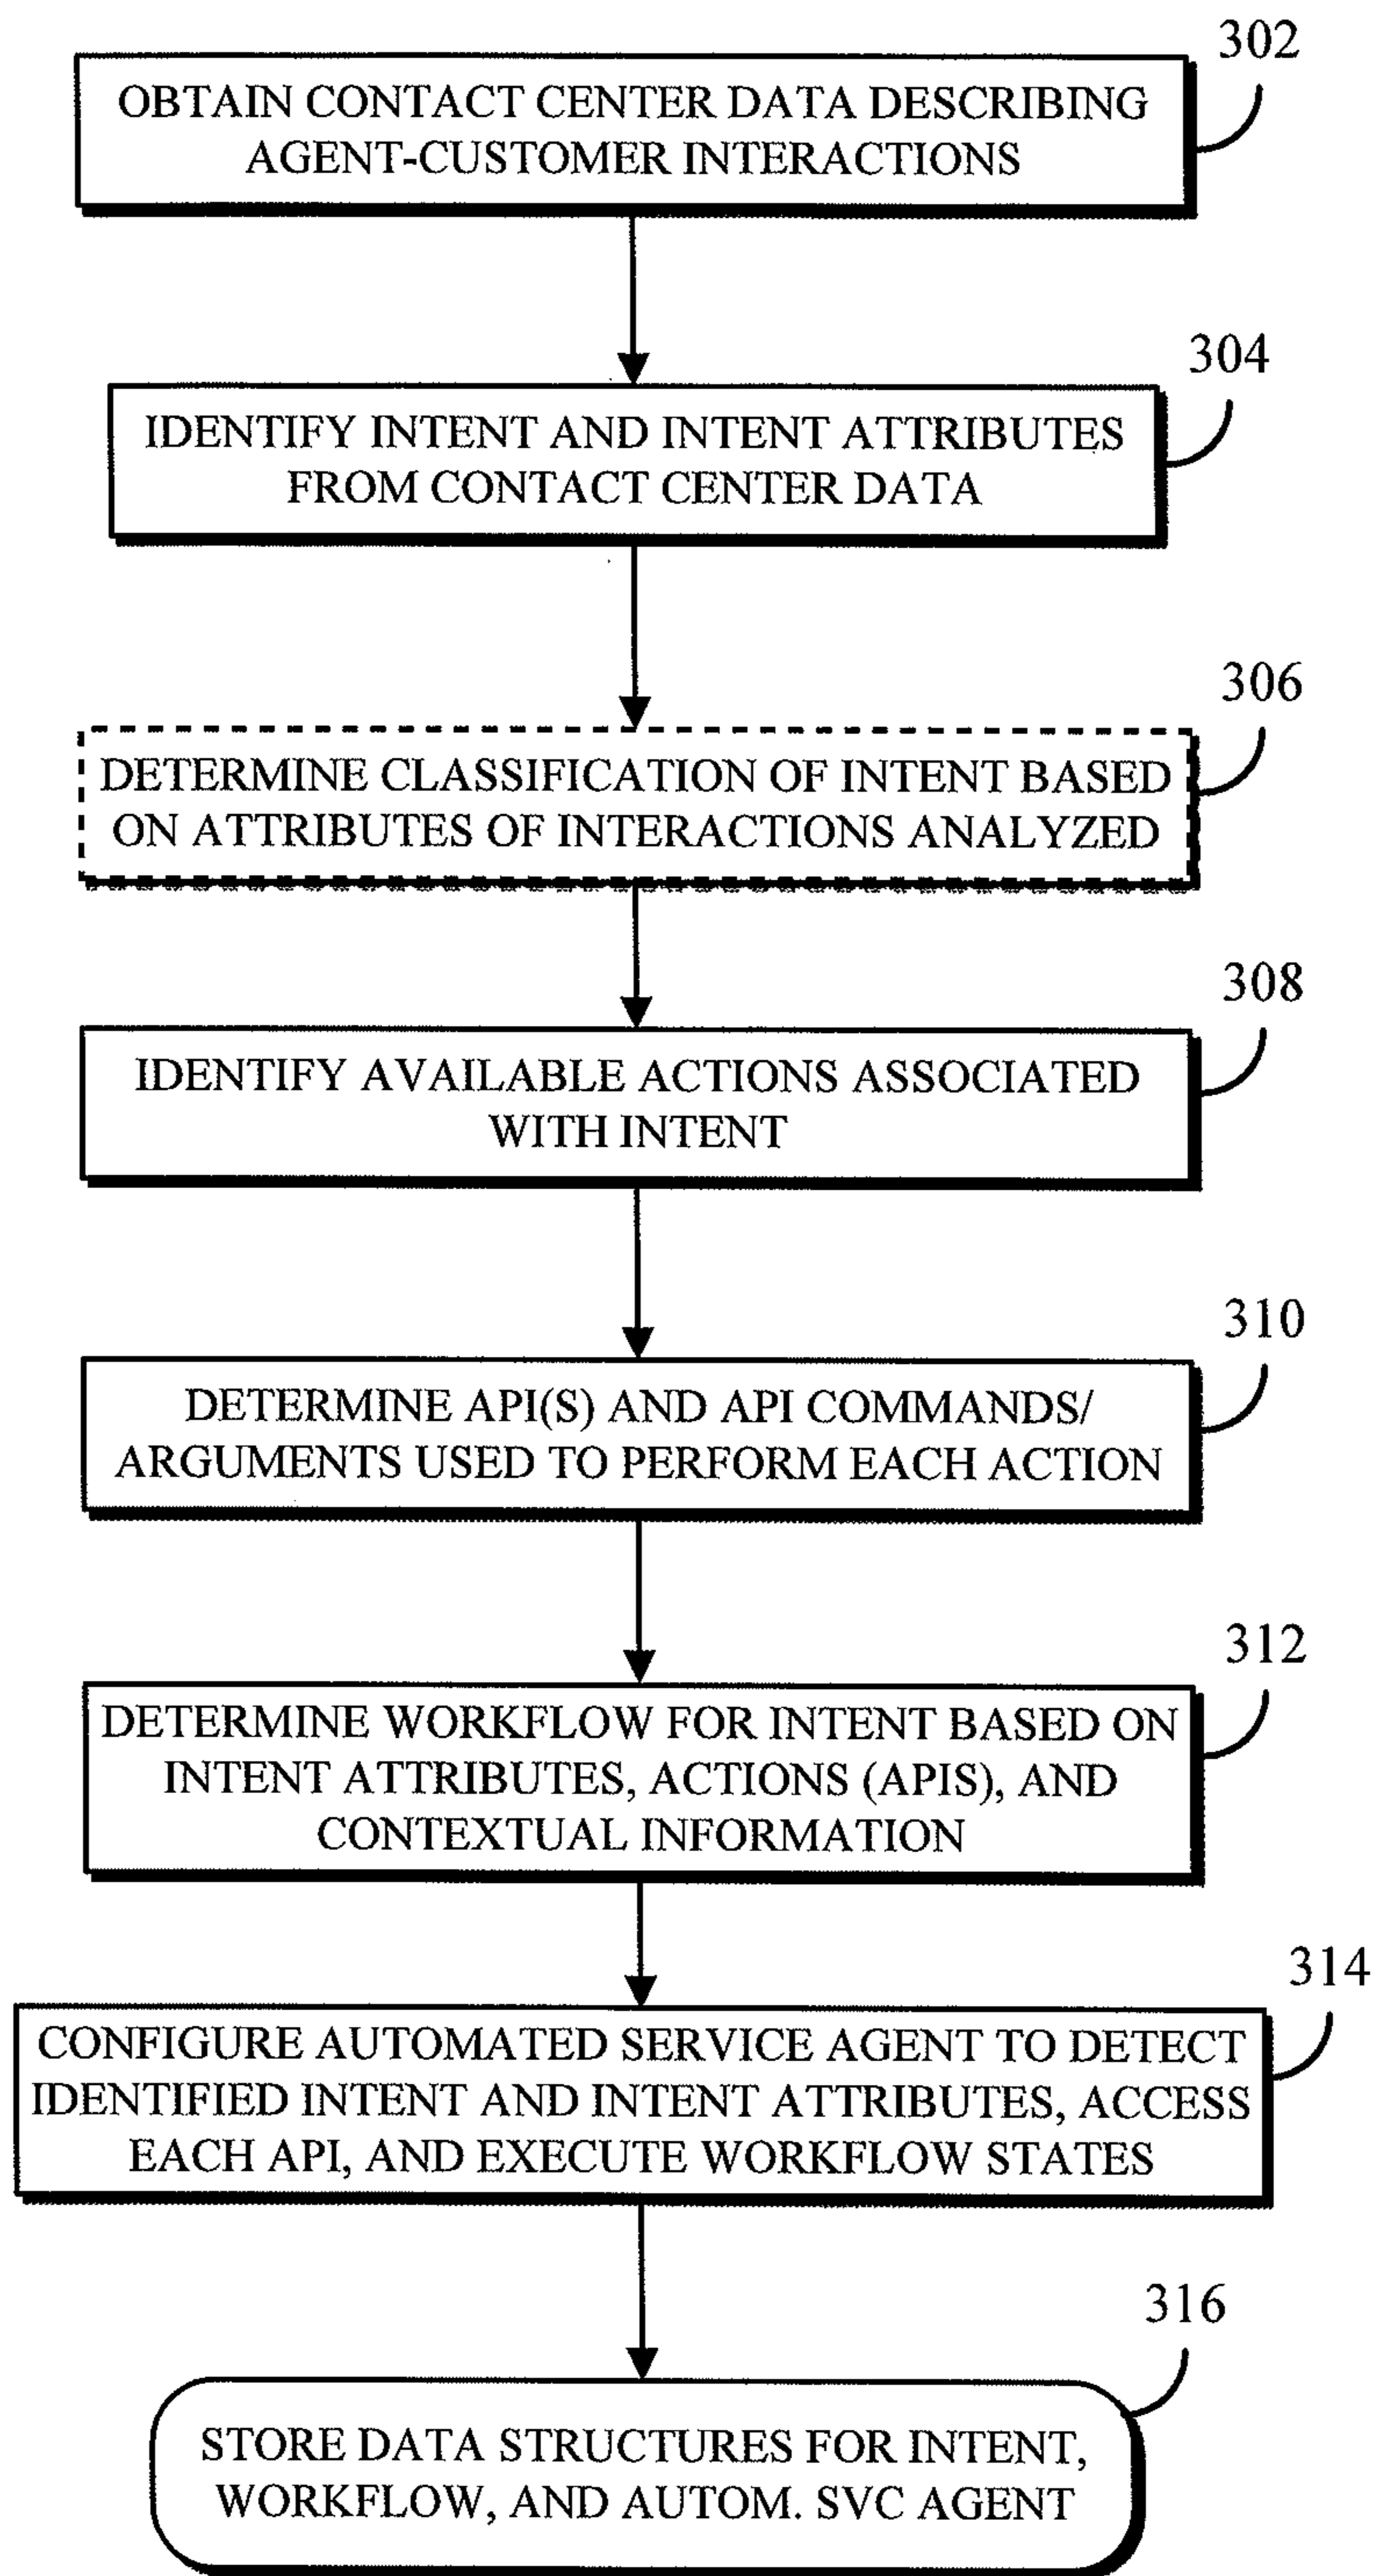 302
OBTAIN CONTACT CENTER DATA DESCRIBING
AGENT-CUSTOMER INTERACTIONS
304
IDENTIFY INTENT AND INTENT ATTRIBUTES
FROM CONTACT CENTER DATA
306
DETERMINE CLASSIFICATION OF INTENT BASED
ON ATTRIBUTES OF INTERACTIONS ANALYZED
308
IDENTIFY AVAILABLE ACTIONS ASSOCIATED
WITH INTENT
310
DETERMINE API(S) AND API COMMANDS/
ARGUMENTS USED TO PERFORM EACH ACTION
312
DETERMINE WORKFLOW FOR INTENT BASED ON
INTENT ATTRIBUTES, ACTIONS (APIS), AND
CONTEXTUAL INFORMATION
314
CONFIGURE AUTOMATED SERVICE AGENT TO DETECT
IDENTIFIED INTENT AND INTENT ATTRIBUTES, ACCESS
EACH API, AND EXECUTE WORKFLOW STATES
316
STORE DATA STRUCTURES FOR INTENT,
WORKFLOW, AND AUTOM. SVC AGENT